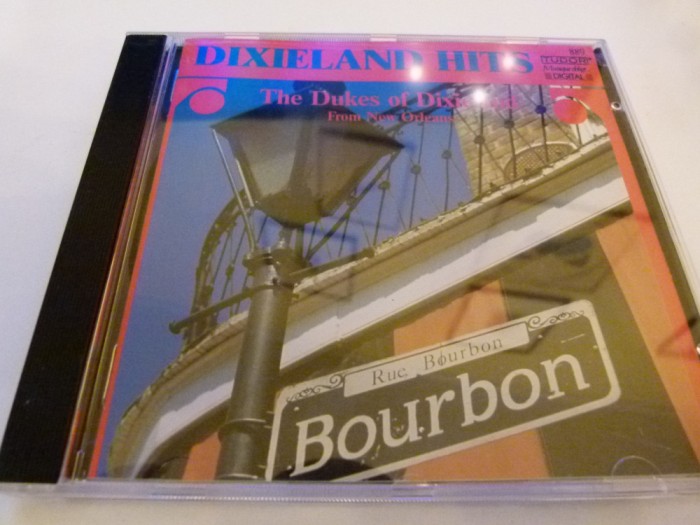 DIXIELAND HITS
The Dukes of Dixieland
From New Orleans
TUDOR
DIGITAL
Rue Bourbon
Bourbon